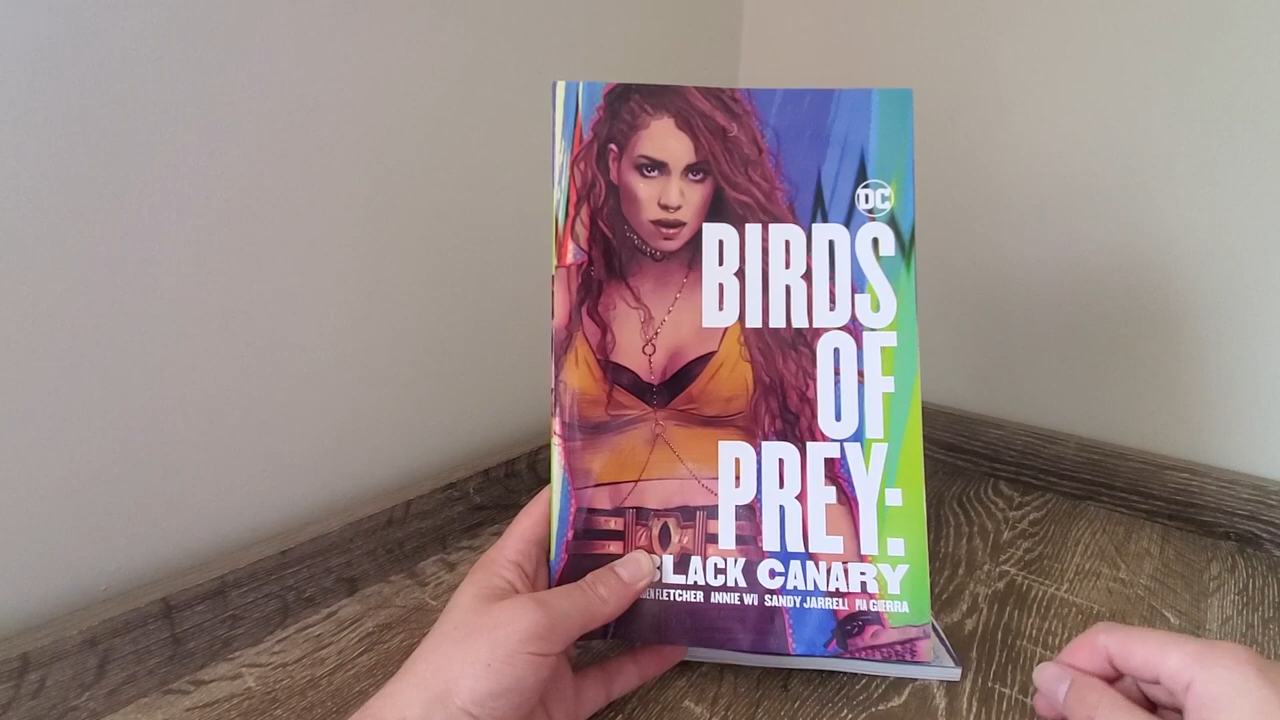 DC
BIRDS
OF
PREY:
BLACK CANARY
FLETCHER ANNIE WU SANDY JARRELL PIA GUERRA